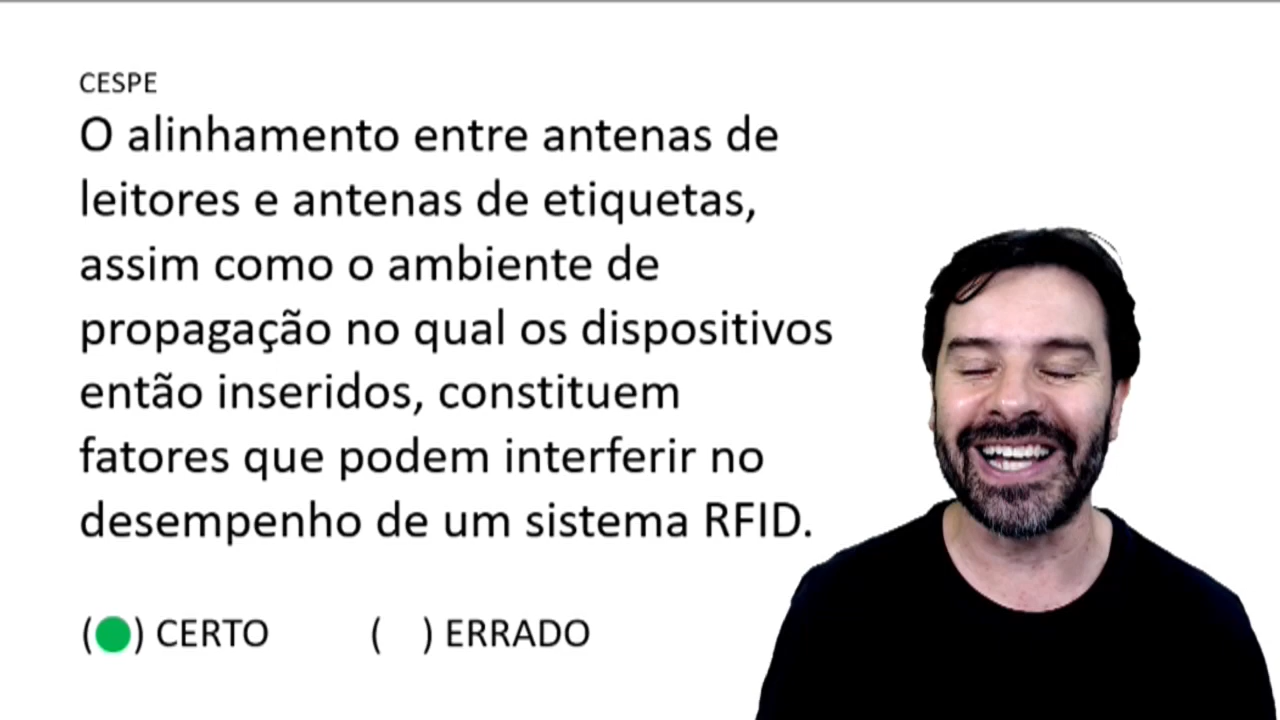 CESPE
O alinhamento entre antenas de
leitores e antenas de etiquetas,
assim como o ambiente de
propagação no qual os dispositivos
então inseridos, constituem
fatores que podem interferir no
desempenho de um sistema RFID.
(●) CERTO ( ) ERRADO